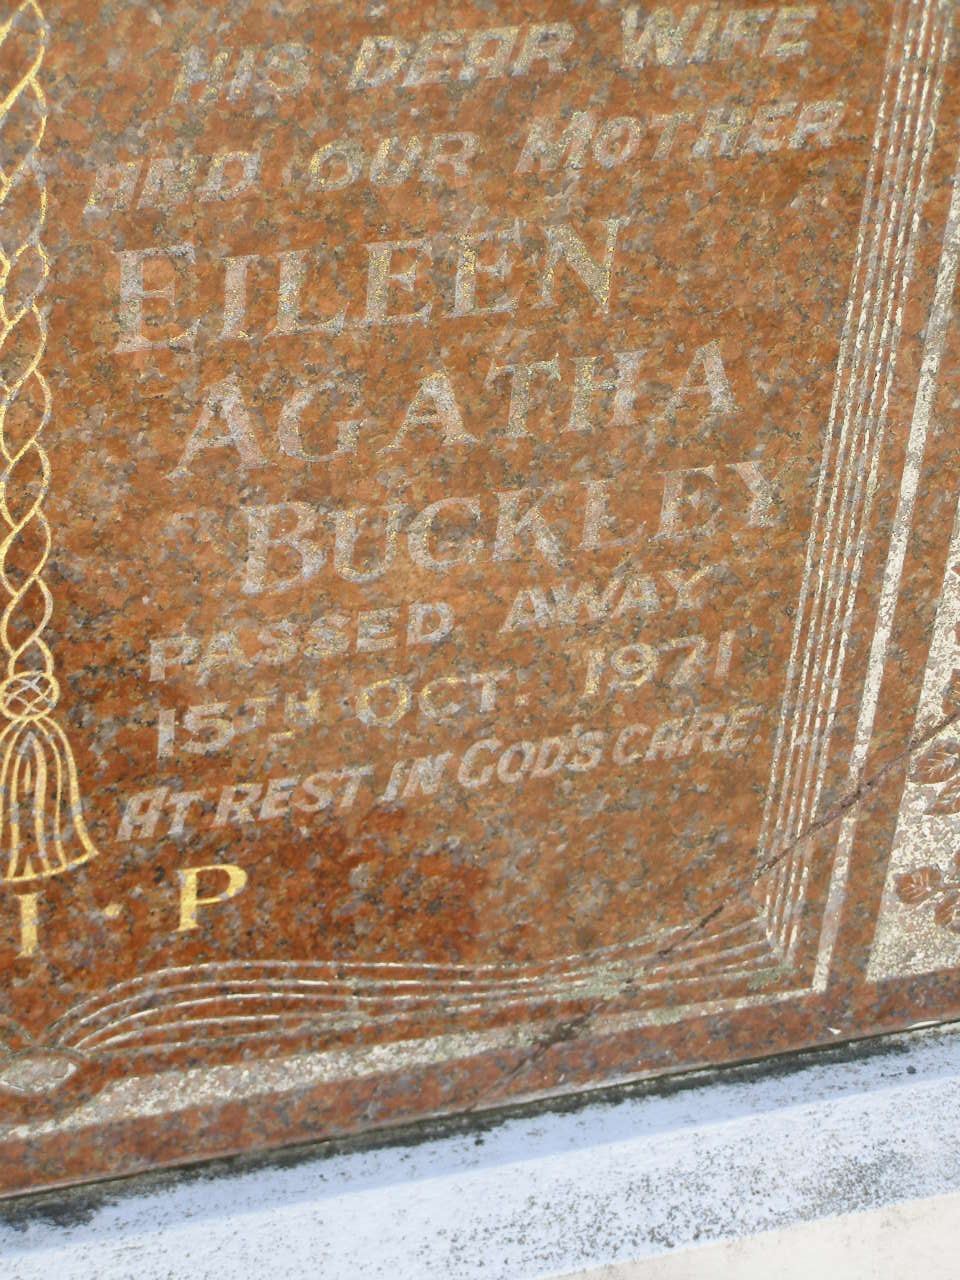 HIS DEAR WIFE
AND OUR MOTHER
EILEEN
AGATHA
BUCKLEY
PASSED AWAY
15TH OCT. 1971
AT REST IN GOD'S CARE.
I · P